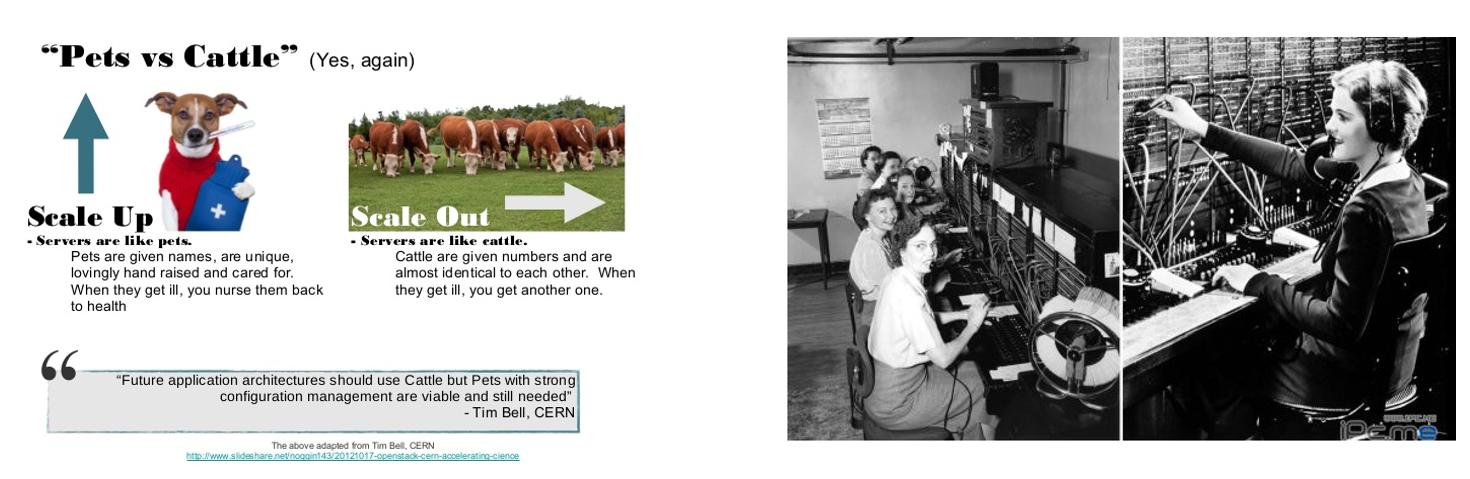 “Pets vs Cattle” (Yes, again)
Scale Up
- Servers are like pets.
Pets are given names, are unique,
lovingly hand raised and cared for.
When they get ill, you nurse them back
to health
Scale Out
- Servers are like cattle.
Cattle are given numbers and are
almost identical to each other.  When
they get ill, you get another one.
“Future application architectures should use Cattle but Pets with strong
configuration management are viable and still needed”
- Tim Bell, CERN
The above adapted from Tim Bell, CERN
http://www.slideshare.net/noggin143/20121017-openstack-cern-accelerating-cience
iPc.me